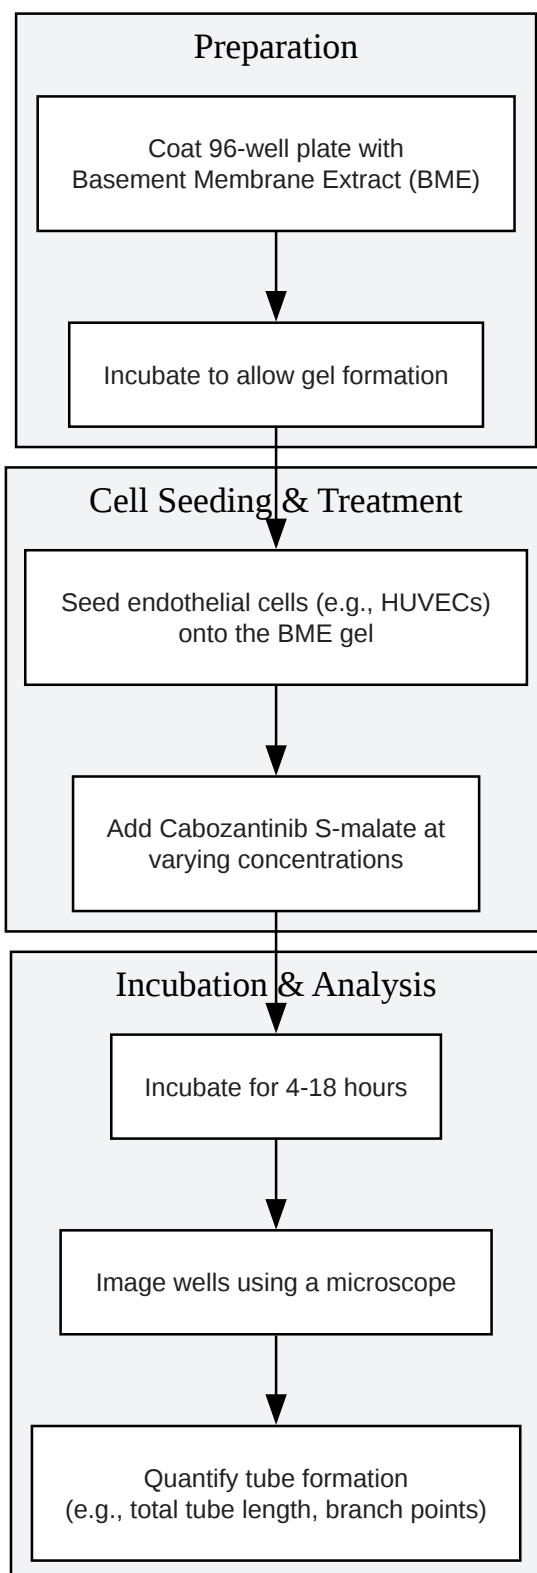 Preparation
Coat 96-well plate with
Basement Membrane Extract (BME)
Incubate to allow gel formation
Cell Seeding & Treatment
Seed endothelial cells (e.g., HUVECs)
onto the BME gel
Add Cabozantinib S-malate at
varying concentrations
Incubation & Analysis
Incubate for 4-18 hours
Image wells using a microscope
Quantify tube formation
(e.g., total tube length, branch points)